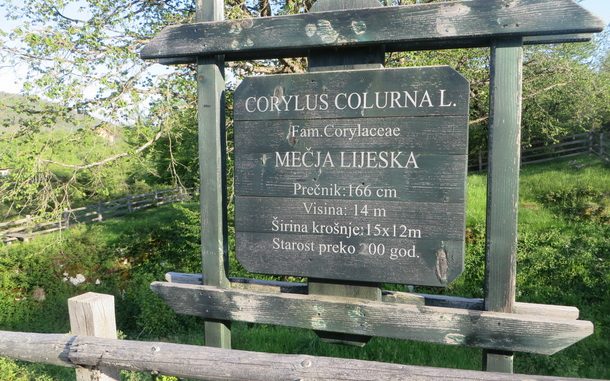 CORYLUS COLURNA L.
Fam.Corylaceae
MEČJA LIJESKA
Prečnik:166 cm
Visina: 14 m
Širina krošnje:15x12m
Starost preko 200 god.